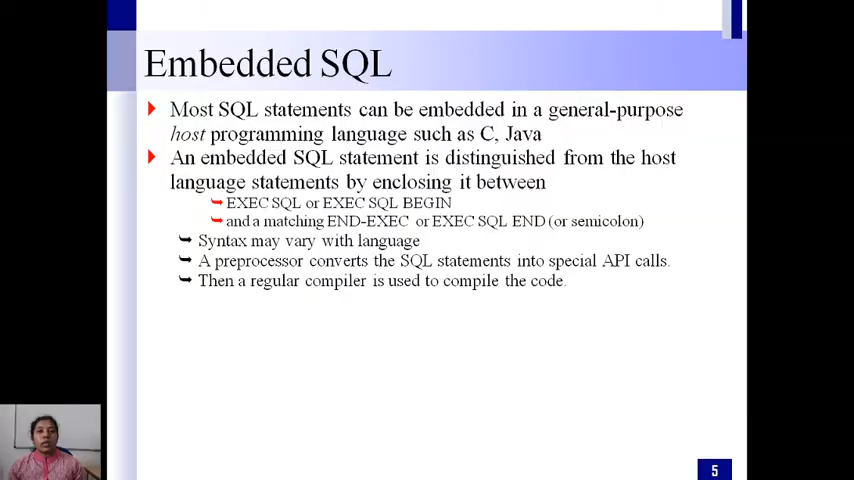 Embedded SQL
Most SQL statements can be embedded in a general-purpose
host programming language such as C, Java
An embedded SQL statement is distinguished from the host
language statements by enclosing it between
EXEC SQL or EXEC SQL BEGIN
and a matching END-EXEC or EXEC SQL END (or semicolon)
Syntax may vary with language
A preprocessor converts the SQL statements into special API calls.
Then a regular compiler is used to compile the code.
5